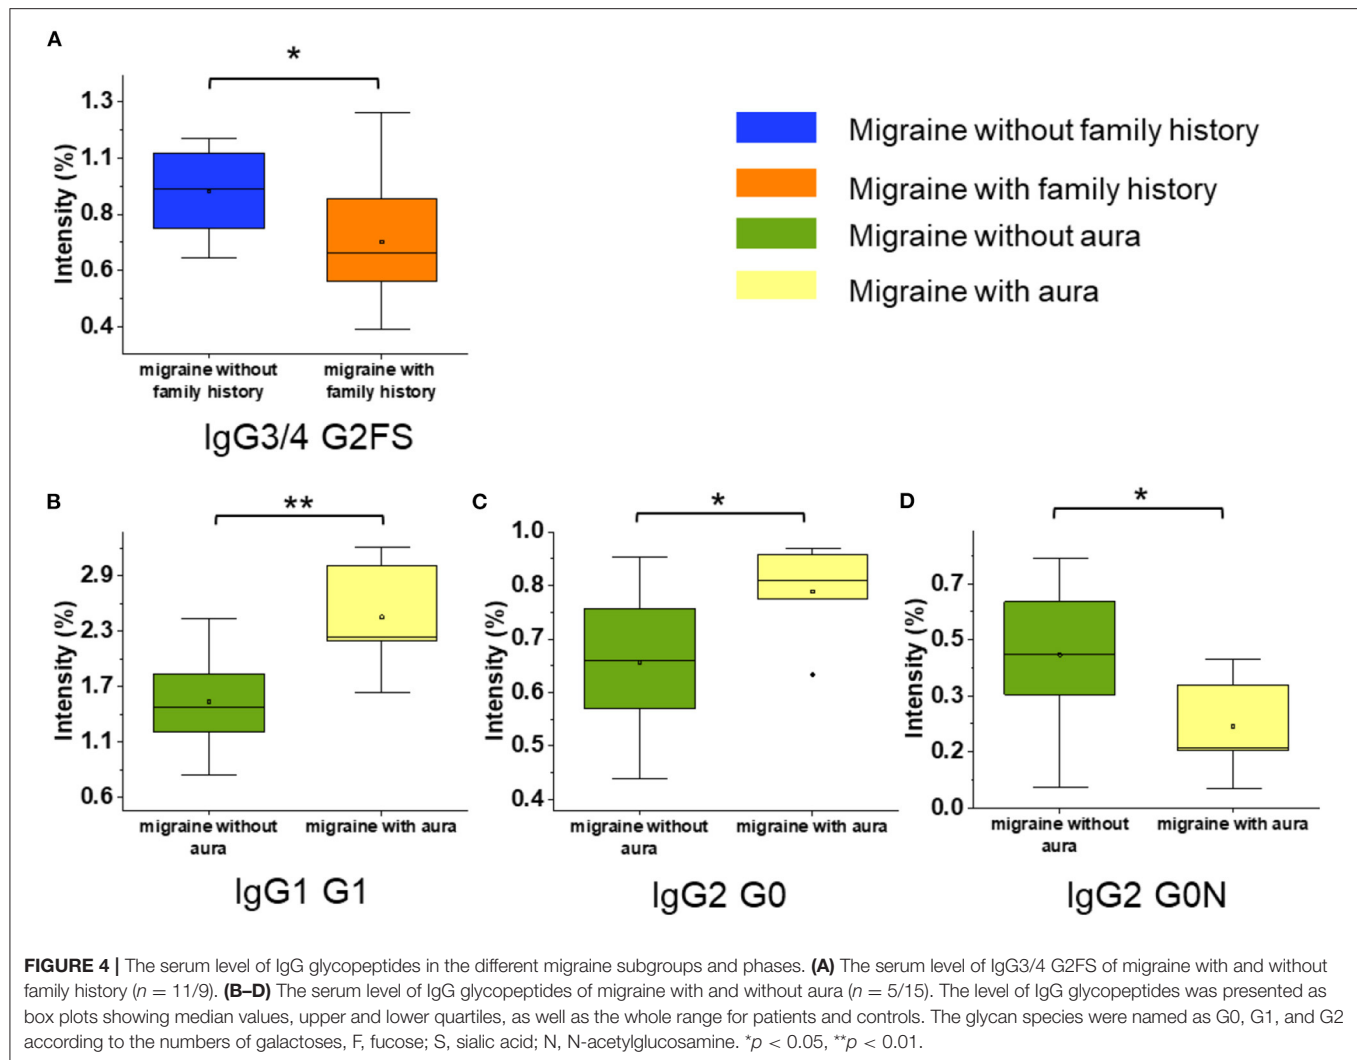 A
*
1.3
1.1
0.8
0.6
0.4
Intensity (%)
migraine without
family history
migraine with
family history
IgG3/4 G2FS
Migraine without family history
Migraine with family history
Migraine without aura
Migraine with aura
B
**
2.9
2.3
1.7
1.1
0.6
Intensity (%)
migraine without
aura
migraine with aura
IgG1 G1
C
*
1.0
0.8
0.7
0.6
0.5
0.4
Intensity (%)
migraine without
aura
migraine with aura
IgG2 G0
D
*
0.7
0.5
0.3
0.2
0.0
Intensity (%)
migraine without
aura
migraine with aura
IgG2 G0N
FIGURE 4 | The serum level of IgG glycopeptides in the different migraine subgroups and phases. (A) The serum level of IgG3/4 G2FS of migraine with and without
family history (n = 11/9). (B–D) The serum level of IgG glycopeptides of migraine with and without aura (n = 5/15). The level of IgG glycopeptides was presented as
box plots showing median values, upper and lower quartiles, as well as the whole range for patients and controls. The glycan species were named as G0, G1, and G2
according to the numbers of galactoses, F, fucose; S, sialic acid; N, N-acetylglucosamine. *p < 0.05, **p < 0.01.